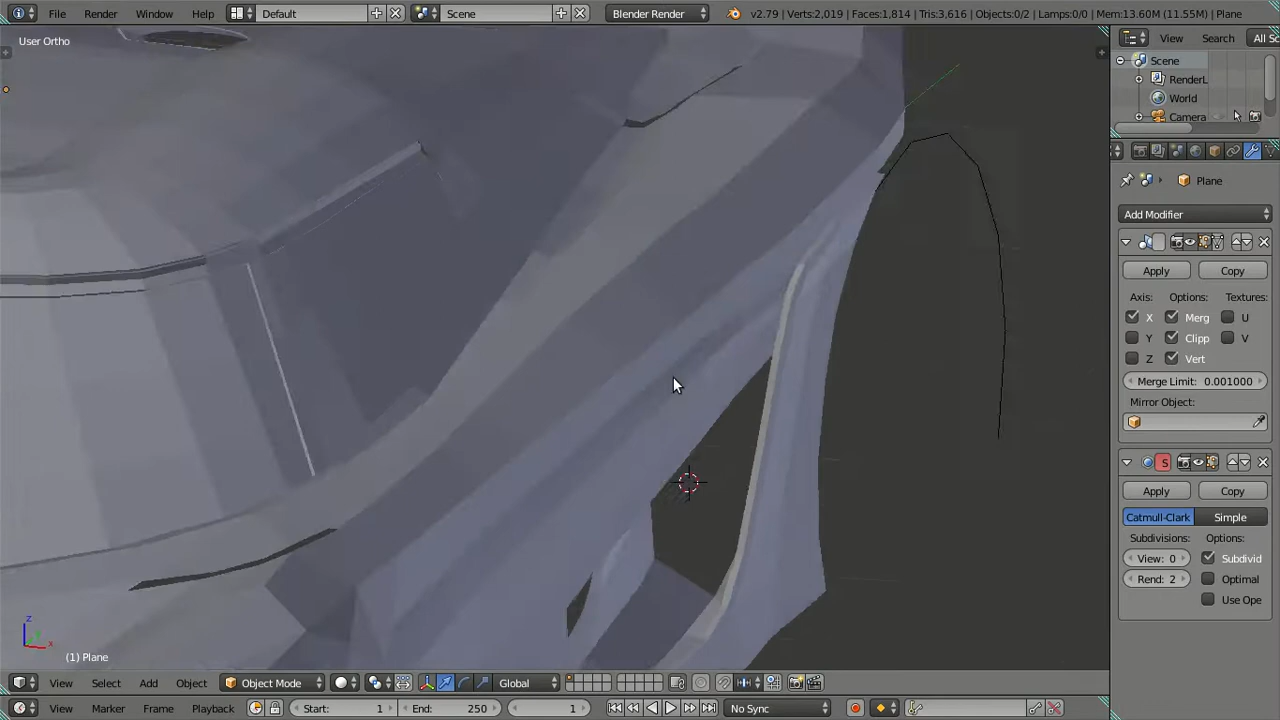 File Render Window Help Default Scene Blender Render v2.79 | Verts:2,019 | Faces:1,814 | Tris:3,616 | Objects:0/2 | Lamps:0/0 | Mem:13.60M (11.55M) | Plane
User Ortho
View Search All Sc
Scene
RenderL
World
Camera
Plane
Add Modifier
Apply Copy
Axis: Options: Textures:
X Merg U
Y Clipp V
Z Vert
Merge Limit: 0.001000
Mirror Object:
S
Apply Copy
Catmull-Clark Simple
Subdivisions: Options:
View: 0 Subdivid
Rend: 2 Optimal
Use Ope
z
x
(1) Plane
View Select Add Object Object Mode Global
View Marker Frame Playback Start: 1 End: 250 1 No Sync